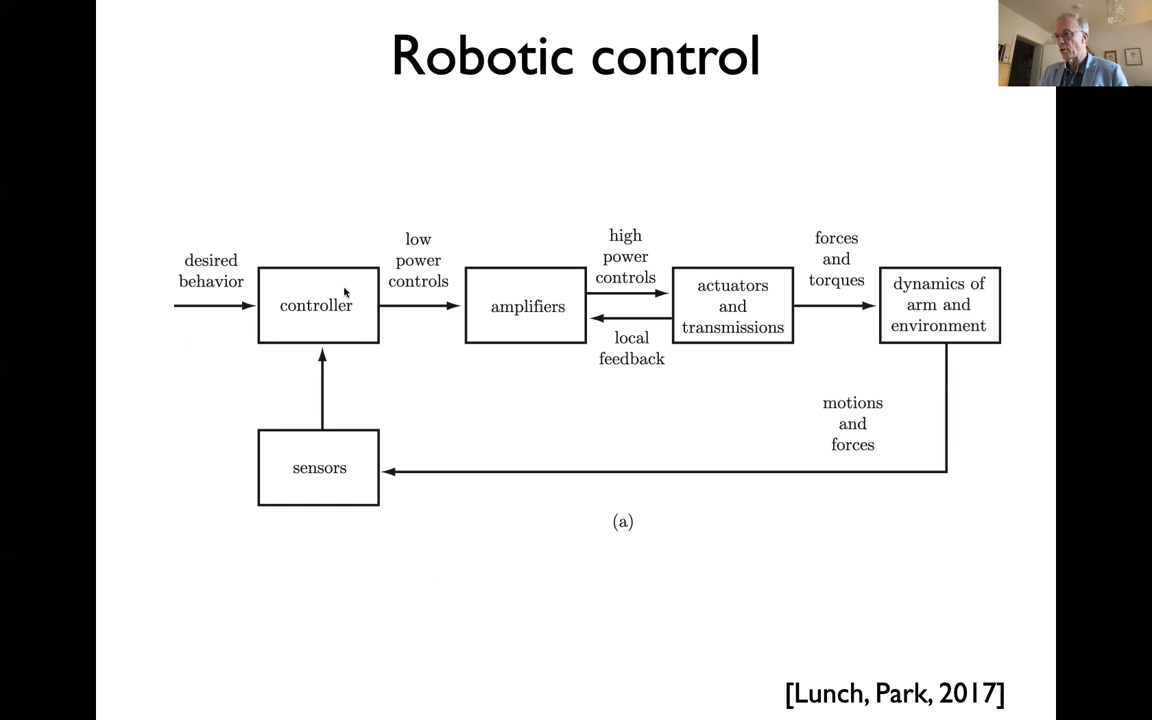 Robotic control
desired
behavior
controller
low
power
controls
amplifiers
high
power
controls
local
feedback
actuators
and
transmissions
forces
and
torques
dynamics of
arm and
environment
motions
and
forces
sensors
(a)
[Lunch, Park, 2017]